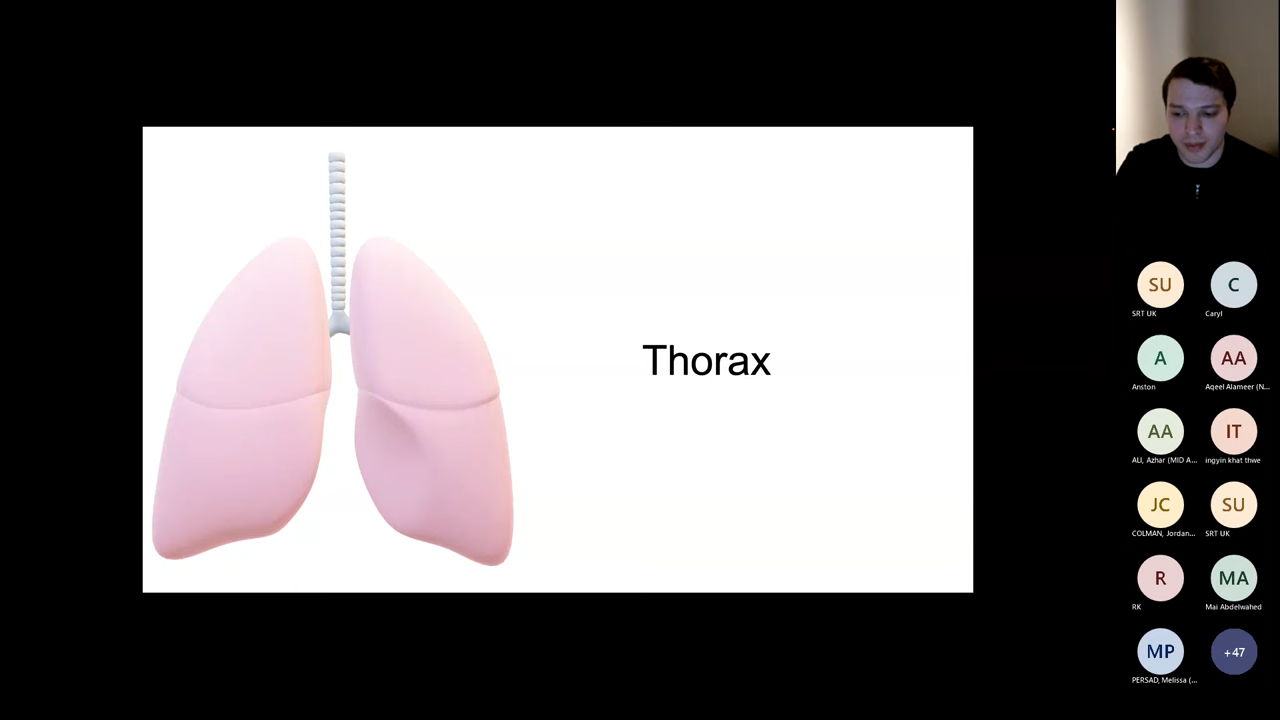 Thorax
SU
SRT UK
C
Caryl
A
Anston
AA
Aqeel Alameer (N...
AA
ALI, Azhar (MID A...
IT
ingyin khat thwe
JC
COLMAN, Jordan...
SU
SRT UK
R
RK
MA
Mai Abdelwahed
MP
PERSAD, Melissa (...
+47